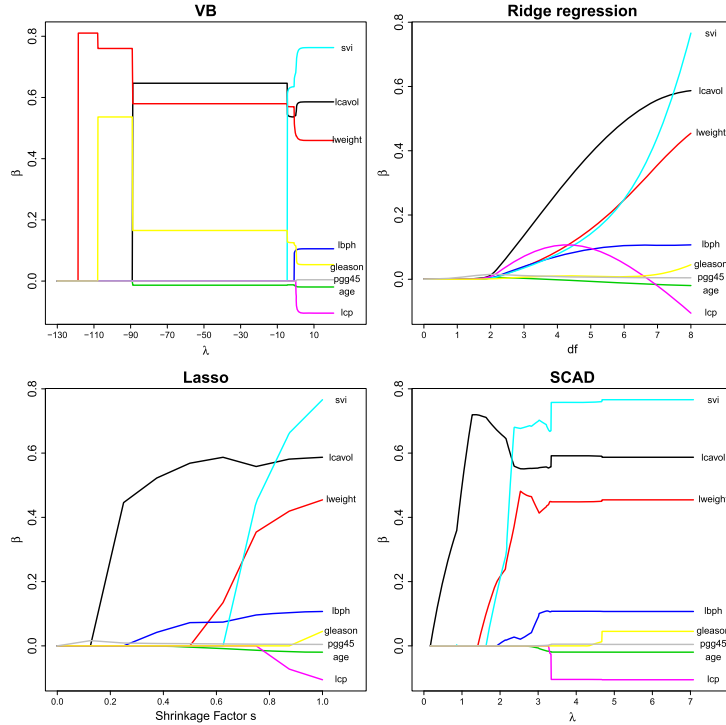 VB
β
0.0
0.2
0.4
0.6
0.8
svi
lcavol
lweight
lbph
gleason
pgg45
age
lcp
−130
−110
−90
−70
−50
−30
−10
10
λ
Ridge regression
β
0.0
0.2
0.4
0.6
0.8
svi
lcavol
lweight
lbph
gleason
pgg45
age
lcp
0
1
2
3
4
5
6
7
8
df
Lasso
β
0.0
0.2
0.4
0.6
0.8
svi
lcavol
lweight
lbph
gleason
pgg45
age
lcp
0.0
0.2
0.4
0.6
0.8
1.0
Shrinkage Factor s
SCAD
β
0.0
0.2
0.4
0.6
0.8
svi
lcavol
lweight
lbph
gleason
pgg45
age
lcp
0
1
2
3
4
5
6
7
λ